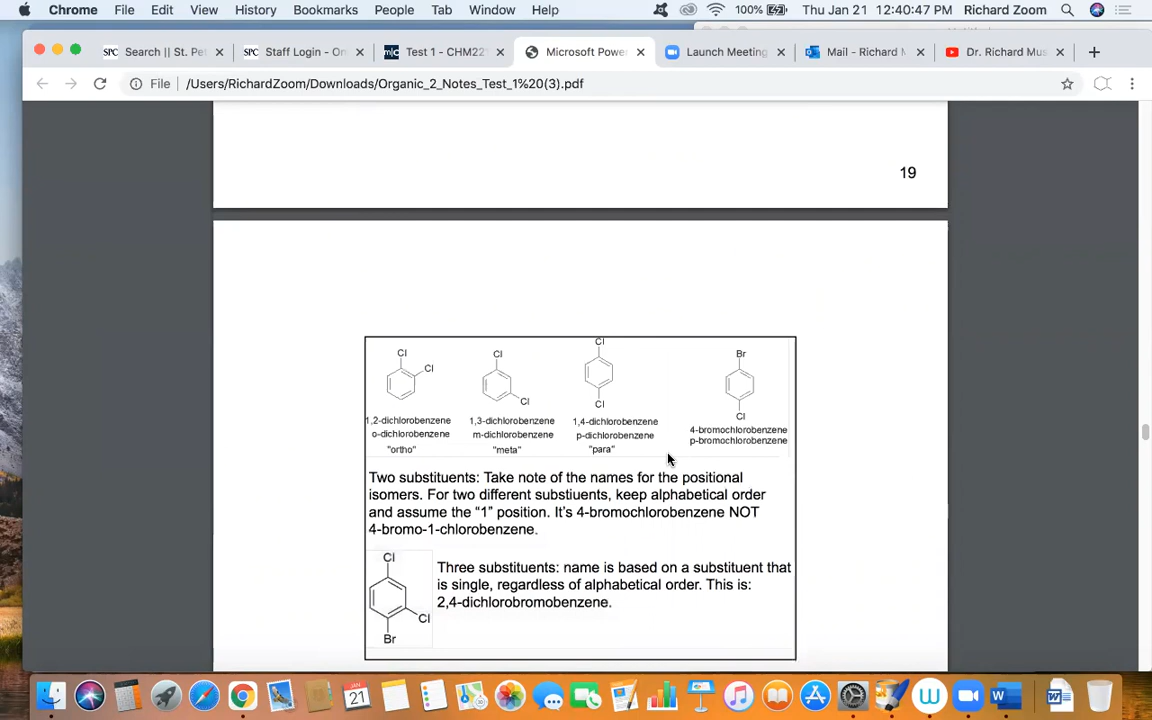 Chrome File Edit View History Bookmarks People Tab Window Help 100% Thu Jan 21 12:40:47 PM Richard Zoom
SPC Search || St. Pe SPC Staff Login - On Test 1 - CHM22 Microsoft Powe Launch Meeting Mail - Richard M Dr. Richard Mus
File /Users/RichardZoom/Downloads/Organic_2_Notes_Test_1%20(3).pdf
19
Cl Cl
Cl Cl
Cl Cl
Br Cl
1,2-dichlorobenzene 1,3-dichlorobenzene 1,4-dichlorobenzene 4-bromochlorobenzene
o-dichlorobenzene m-dichlorobenzene p-dichlorobenzene p-bromochlorobenzene
"ortho" "meta" "para"
Two substituents: Take note of the names for the positional
isomers. For two different substiuents, keep alphabetical order
and assume the “1” position. It’s 4-bromochlorobenzene NOT
4-bromo-1-chlorobenzene.
Cl
Cl
Br
Three substituents: name is based on a substituent that
is single, regardless of alphabetical order. This is:
2,4-dichlorobromobenzene.
JAN
21
W
W